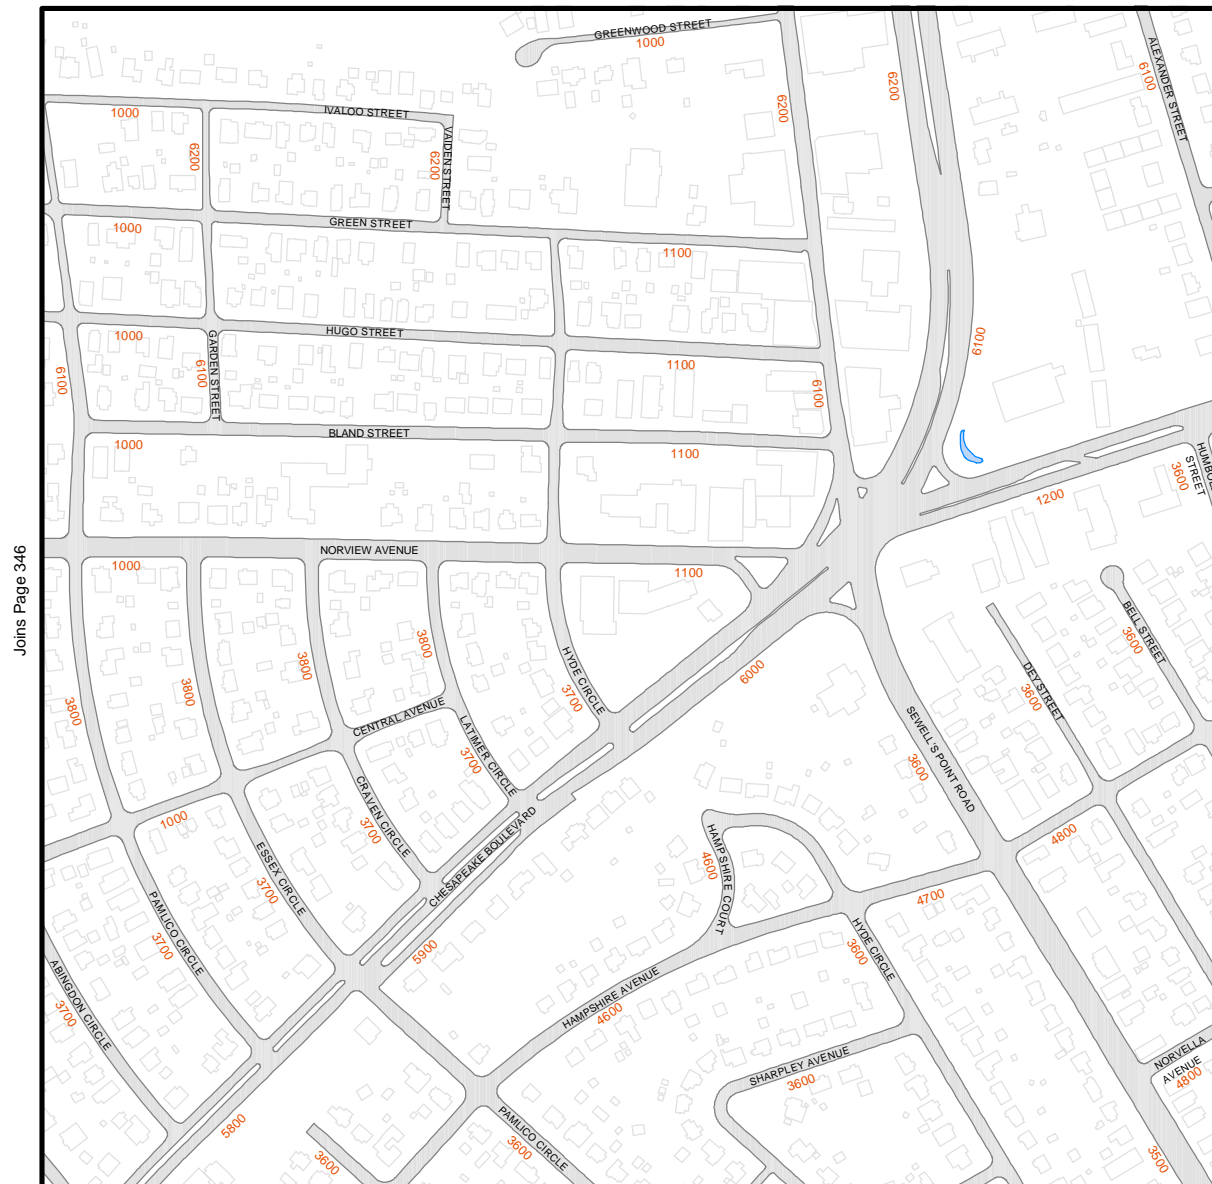 GREENWOOD STREET
1000
ALEXANDER STREET
6100
6200
6200
IVALOO STREET
1000
VAIDEN STREET
6200
6200
GREEN STREET
1000
1100
HUGO STREET
1000
1100
GARDEN STREET
6100
6100
6100
6100
BLAND STREET
1000
1100
HUMBOL
STREET
3600
1200
NORVIEW AVENUE
1000
1100
Joins Page 346
3800
3800
3800
3800
HYDE CIRCLE
3700
6000
BELL STREET
3600
DEY STREET
3600
SEWELL'S POINT ROAD
3600
CENTRAL AVENUE
LATIMER CIRCLE
3700
CRAVEN CIRCLE
3700
1000
ESSEX CIRCLE
3700
CHESAPEAKE BOULEVARD
5900
HAMPSHIRE COURT
4600
4800
4700
PAMLICO CIRCLE
3700
HYDE CIRCLE
3600
ABINGDON CIRCLE
3700
HAMPSHIRE AVENUE
4600
SHARPLEY AVENUE
3600
NORVELLA
AVENUE
4800
5800
3600
PAMLICO CIRCLE
3600
3500